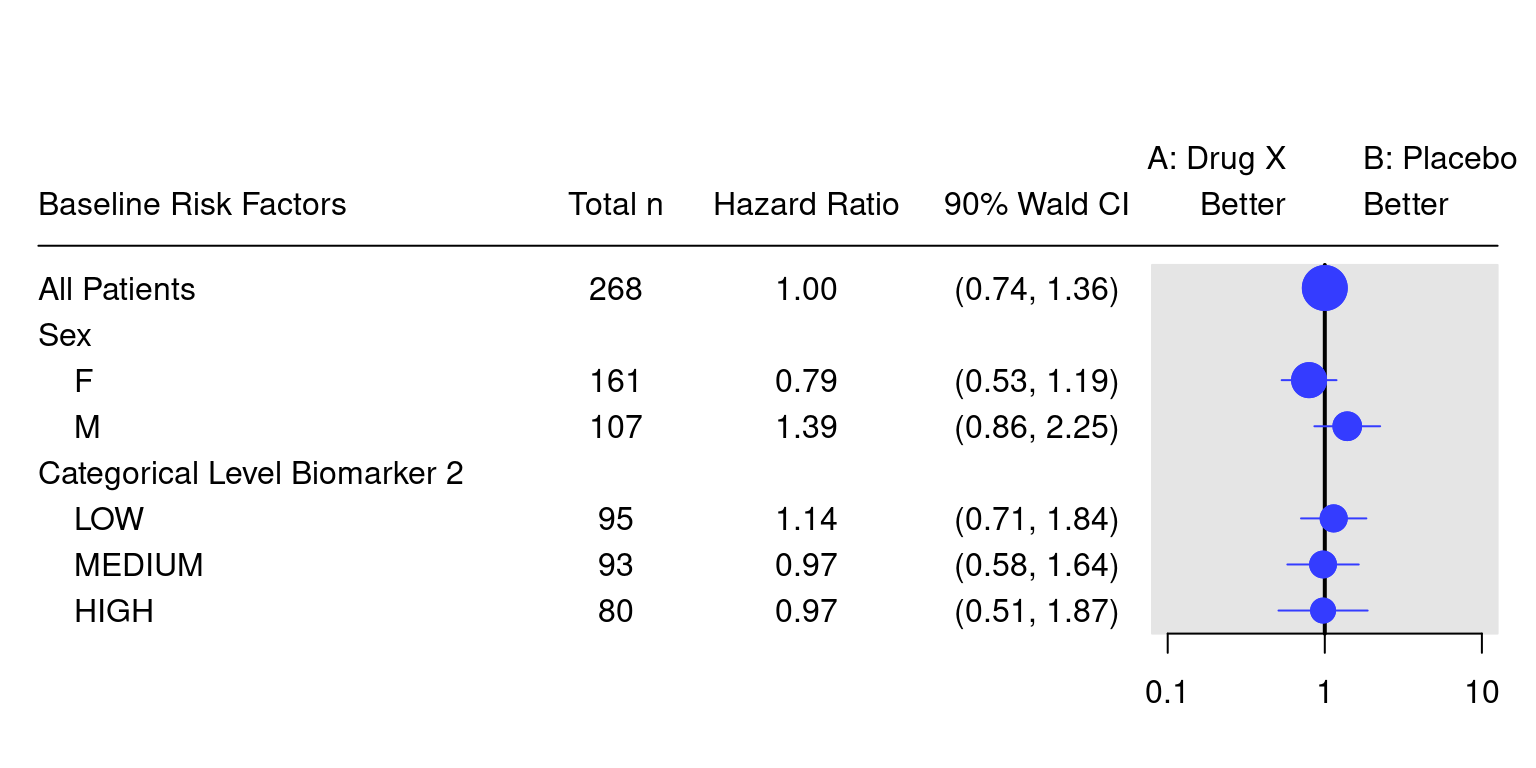 A: Drug X B: Placebo
Baseline Risk Factors Total n Hazard Ratio 90% Wald CI Better Better
All Patients 268 1.00 (0.74, 1.36)
Sex
F 161 0.79 (0.53, 1.19)
M 107 1.39 (0.86, 2.25)
Categorical Level Biomarker 2
LOW 95 1.14 (0.71, 1.84)
MEDIUM 93 0.97 (0.58, 1.64)
HIGH 80 0.97 (0.51, 1.87)
0.1 1 10